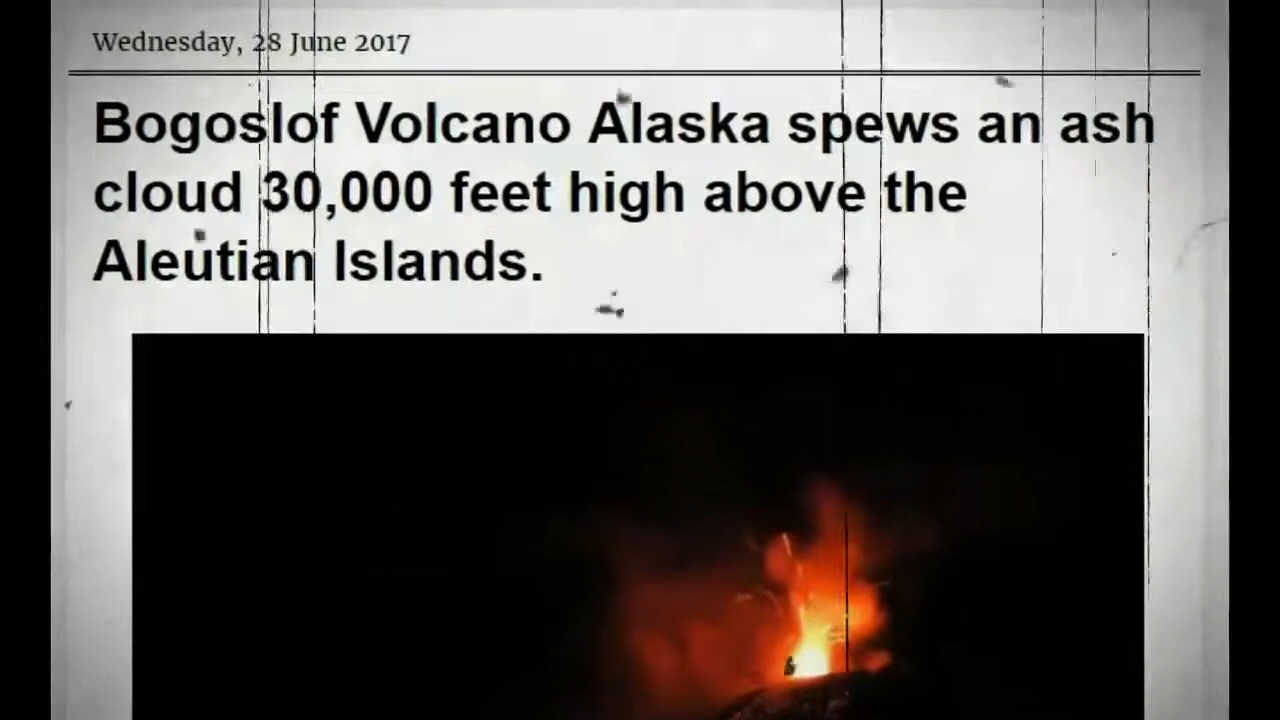 Wednesday, 28 June 2017
Bogoslof Volcano Alaska spews an ash
cloud 30,000 feet high above the
Aleutian Islands.